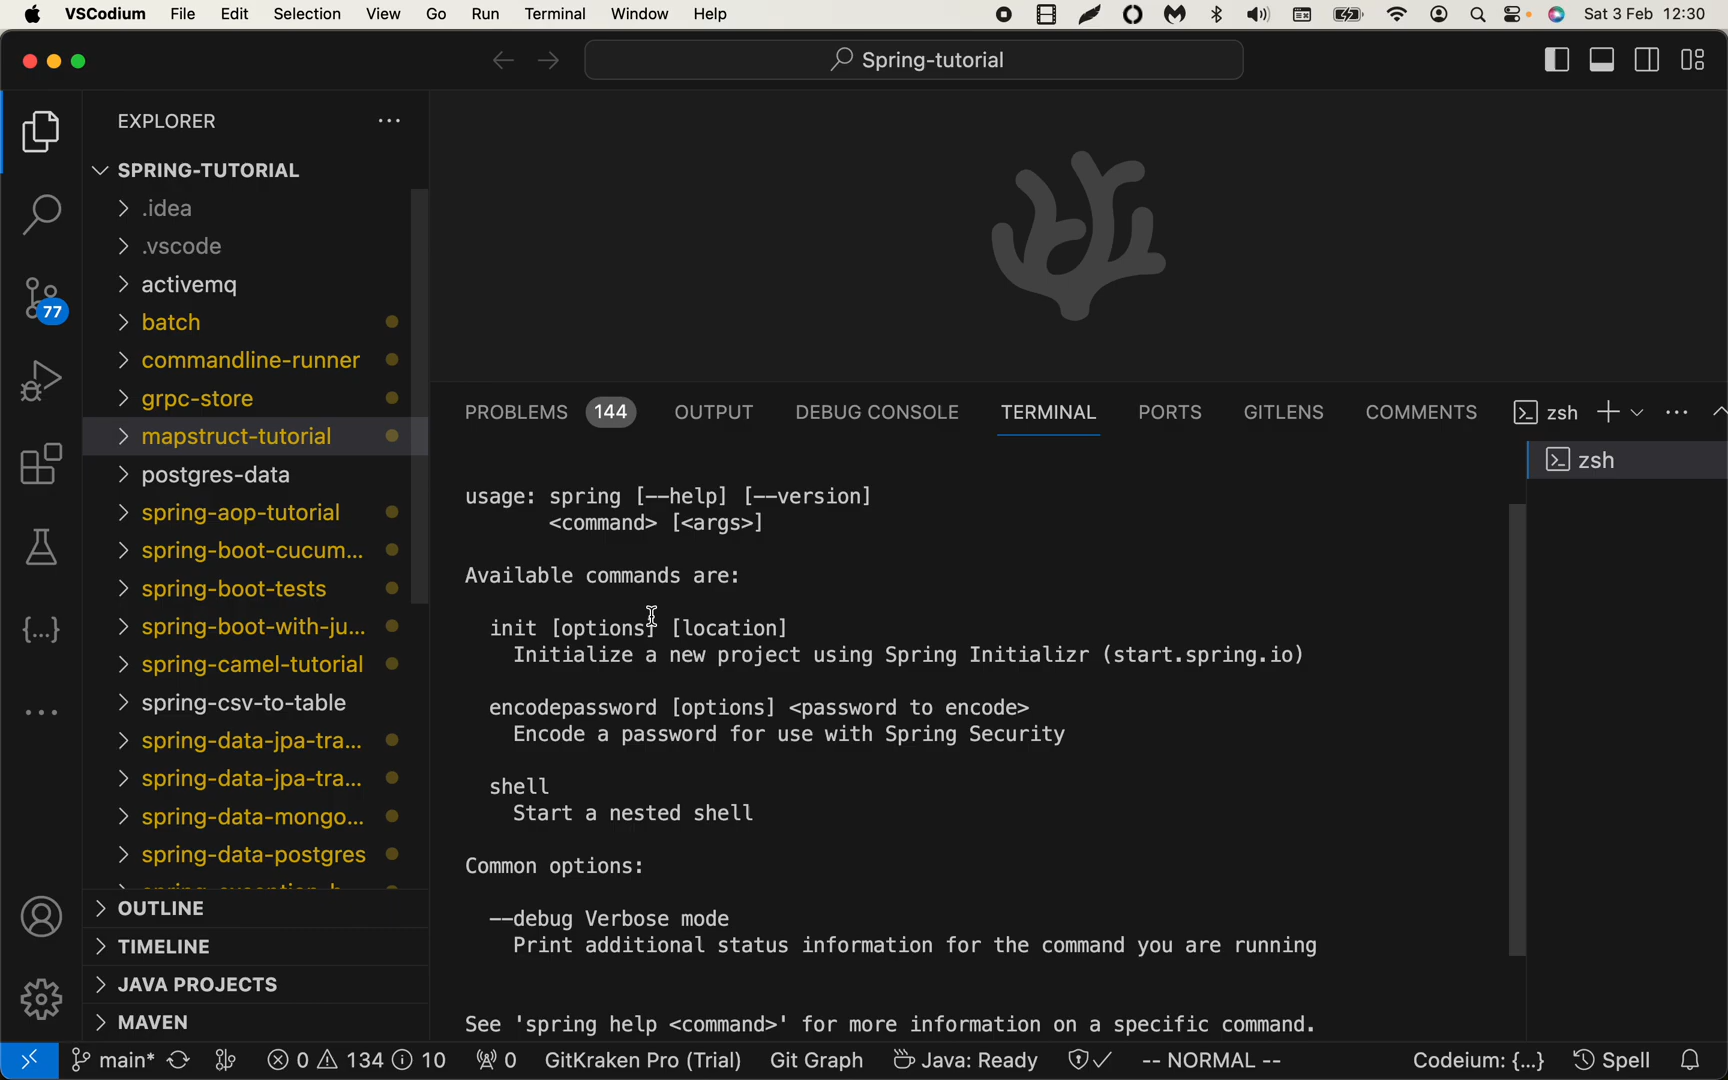 VSCodium File Edit Selection View Go Run Terminal Window Help Sat 3 Feb 12:30
Spring-tutorial
EXPLORER
SPRING-TUTORIAL
.idea
.vscode
activemq
batch
commandline-runner
grpc-store
mapstruct-tutorial
postgres-data
spring-aop-tutorial
spring-boot-cucum...
spring-boot-tests
spring-boot-with-ju...
spring-camel-tutorial
spring-csv-to-table
spring-data-jpa-tra...
spring-data-jpa-tra...
spring-data-mongo...
spring-data-postgres
OUTLINE
TIMELINE
JAVA PROJECTS
MAVEN
77
PROBLEMS 144 OUTPUT DEBUG CONSOLE TERMINAL PORTS GITLENS COMMENTS zsh
zsh
usage: spring [--help] [--version]
<command> [<args>]
Available commands are:
init [options] [location]
Initialize a new project using Spring Initializr (start.spring.io)
encodepassword [options] <password to encode>
Encode a password for use with Spring Security
shell
Start a nested shell
Common options:
--debug Verbose mode
Print additional status information for the command you are running
See 'spring help <command>' for more information on a specific command.
main* 0 134 10 0 GitKraken Pro (Trial) Git Graph Java: Ready -- NORMAL -- Codeium: {...} Spell